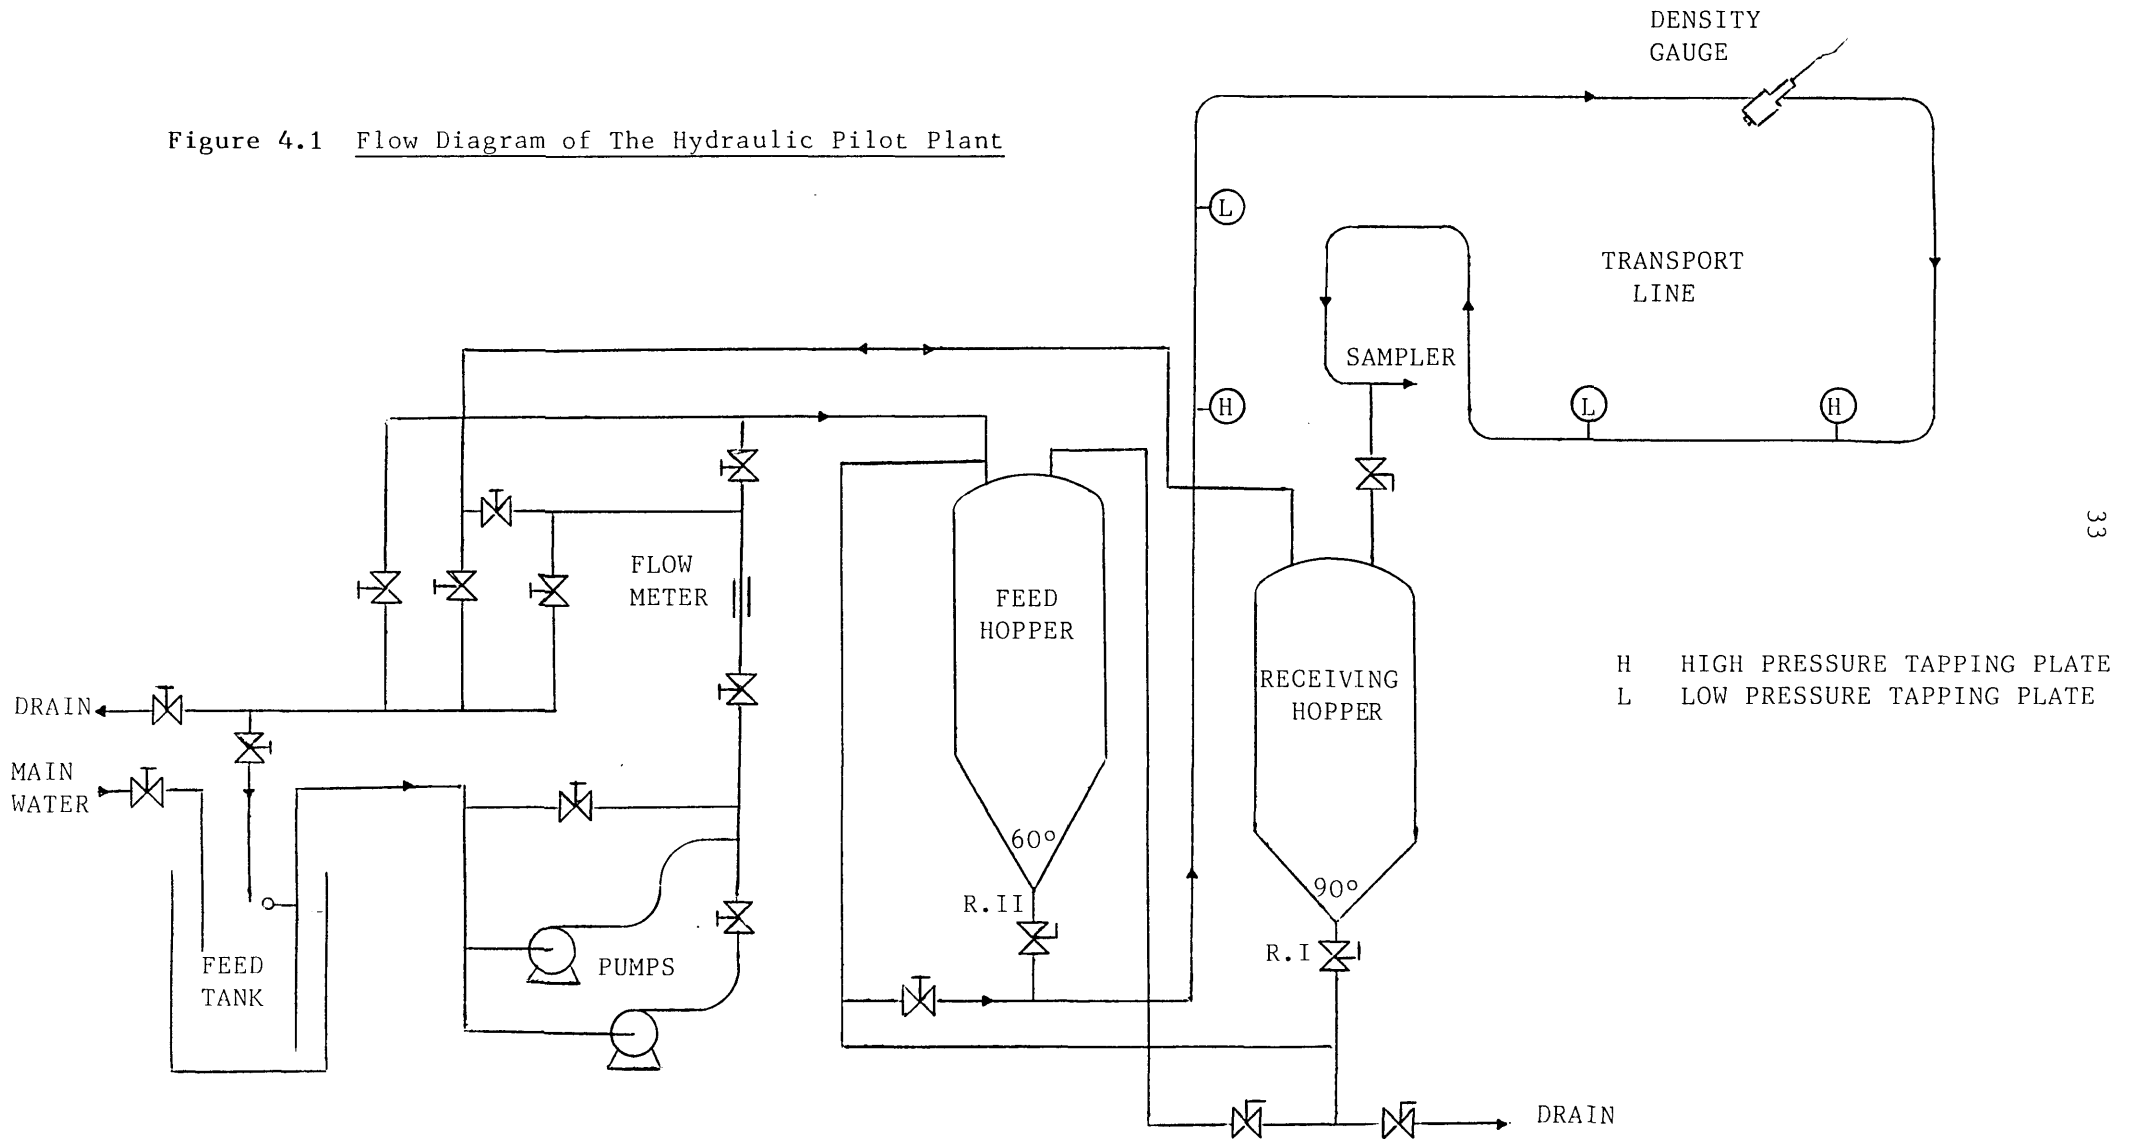 DENSITY
GAUGE
Figure 4.1 Flow Diagram of The Hydraulic Pilot Plant
L
TRANSPORT
LINE
SAMPLER
H
L
H
33
FLOW
METER
FEED
HOPPER
RECEIVING
HOPPER
H HIGH PRESSURE TAPPING PLATE
L LOW PRESSURE TAPPING PLATE
DRAIN
MAIN
WATER
60°
90°
R.II
R.I
FEED
TANK
PUMPS
DRAIN